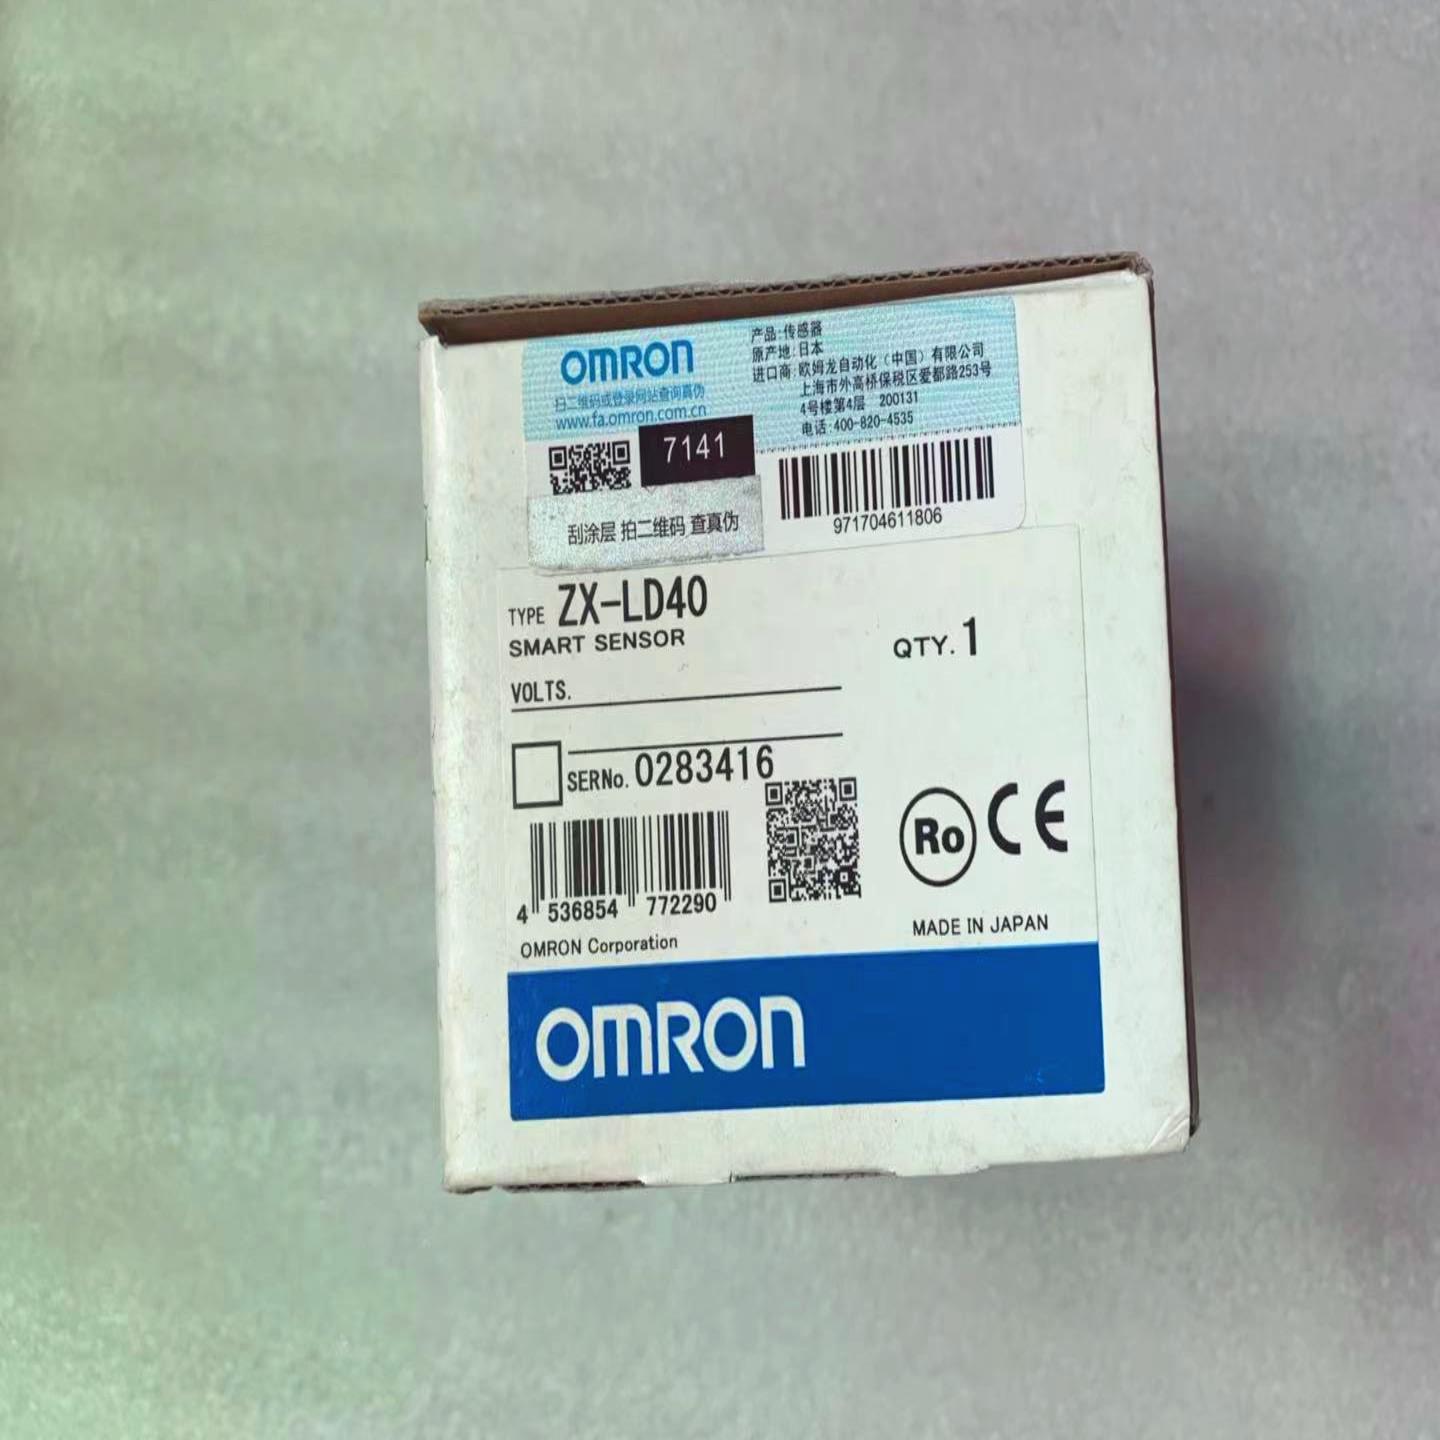 OMRON
扫二维码或登录网站查询真伪
www.fa.omron.com.cn
7141
刮涂层 拍二维码 查真伪
产品:传感器
原产地:日本
进口商:欧姆龙自动化（中国）有限公司
上海市外高桥保税区爱都路253号
4号楼第4层 200131
电话:400-820-4535
971704611806
TYPE ZX-LD40
SMART SENSOR
QTY.1
VOLTS.
SERNo. 0283416
4 536854 772290
Ro CE
OMRON Corporation
MADE IN JAPAN
OMRON